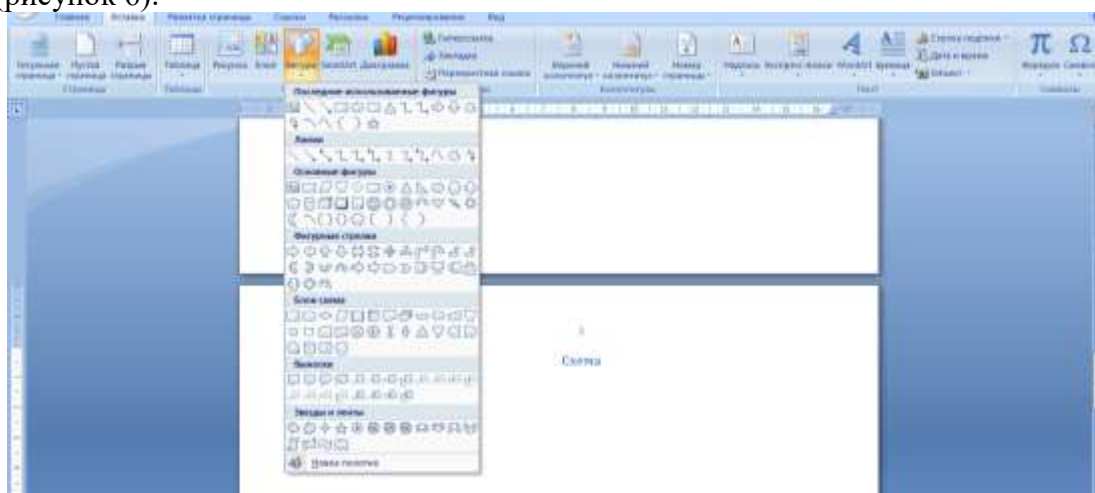 (рисунок 6).
Главная Вставка Разметка страницы Ссылки Рассылки Рецензирование Вид
Титульная страница Пустая страница Разрыв страницы Таблица Рисунок Клип Фигуры SmartArt Диаграмма
Гиперссылка
Закладка
Перекрестная ссылка
Верхний колонтитул Нижний колонтитул Номер страницы Надпись Экспресс-блоки WordArt Буквица
Строка подписи
Дата и время
Объект
Формула Символ
Страницы Таблицы Колонтитулы Текст Символы
Последние использованные фигуры
Линии
Основные фигуры
Фигурные стрелки
Блок-схема
Выноски
Звезды и ленты
Новое полотно
Схема